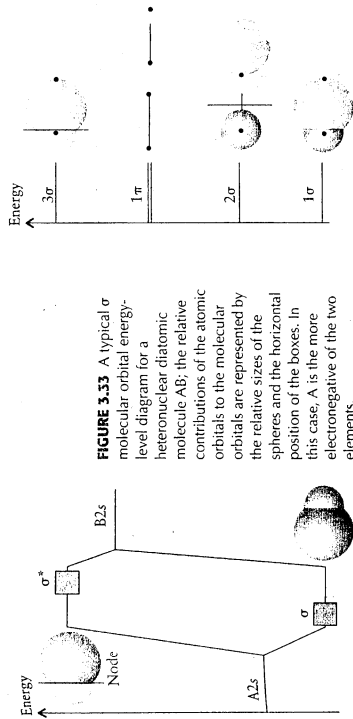 Energy
σ*
B2s
Node
A2s
σ
FIGURE 3.33 A typical σ
molecular orbital energy-
level diagram for a
heteronuclear diatomic
molecule AB; the relative
contributions of the atomic
orbitals to the molecular
orbitals are represented by
the relative sizes of the
spheres and the horizontal
position of the boxes. In
this case, A is the more
electronegative of the two
elements.
Energy
3σ
1π
2σ
1σ